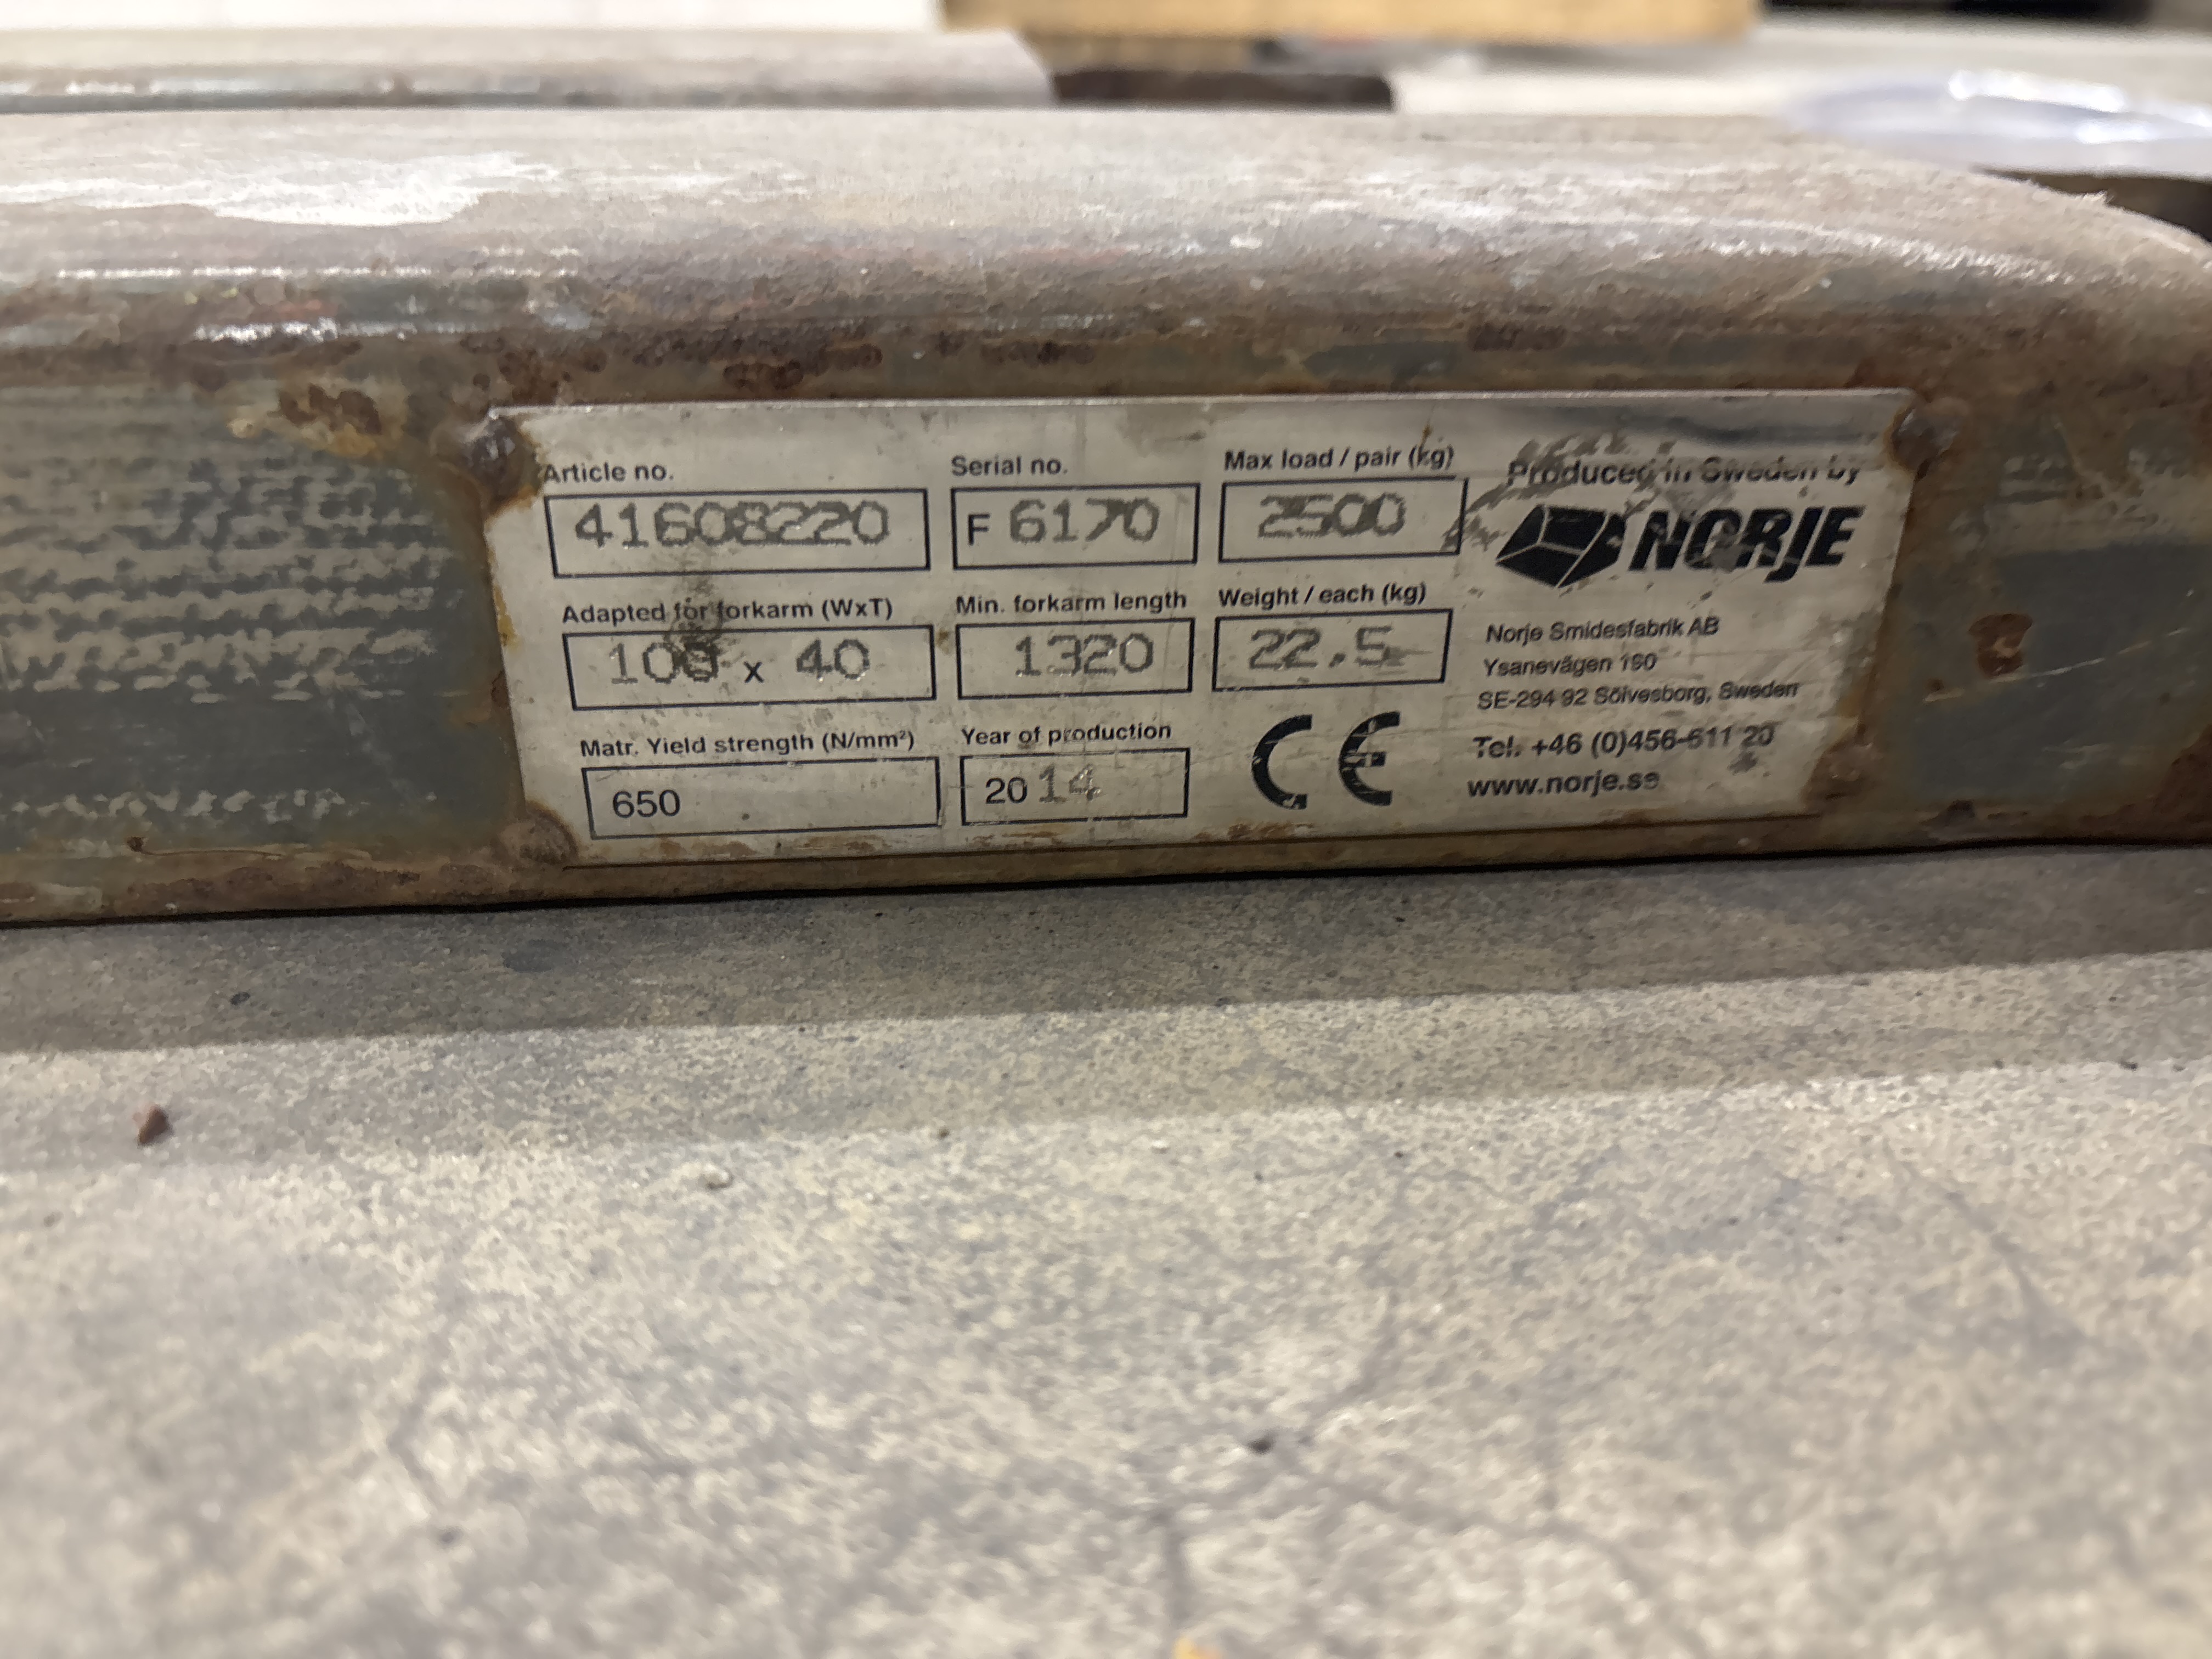 Article no.
41608220
Serial no.
F 6170
Max load / pair (kg)
2500
Adapted for forkarm (WxT)
100 x 40
Min. forkarm length
1320
Weight / each (kg)
22.5
Matr. Yield strength (N/mm²)
650
Year of production
2014
CE
Produced in Sweden by
NORJE
Norje Smidesfabrik AB
Ysanevägen 190
SE-294 92 Sölvesborg, Sweden
Tel. +46 (0)456-611 20
www.norje.se